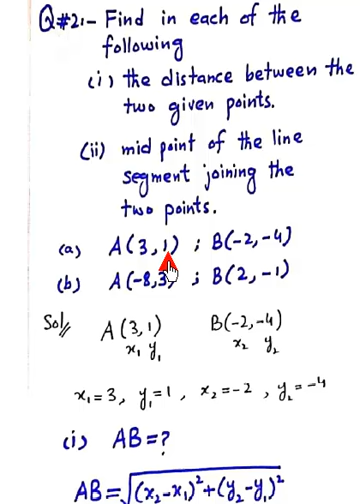 Q#2:- Find in each of the
following
(i) the distance between the
two given points.
(ii) mid point of the line
segment joining the
two points.
(a) A(3,1) ; B(-2,-4)
(b) A(-8,3) ; B(2,-1)
Sol/ A(3,1) B(-2,-4)
x₁ y₁ x₂ y₂
x₁=3, y₁=1, x₂=-2, y₂=-4
(i) AB=?
AB=√(x₂-x₁)²+(y₂-y₁)²